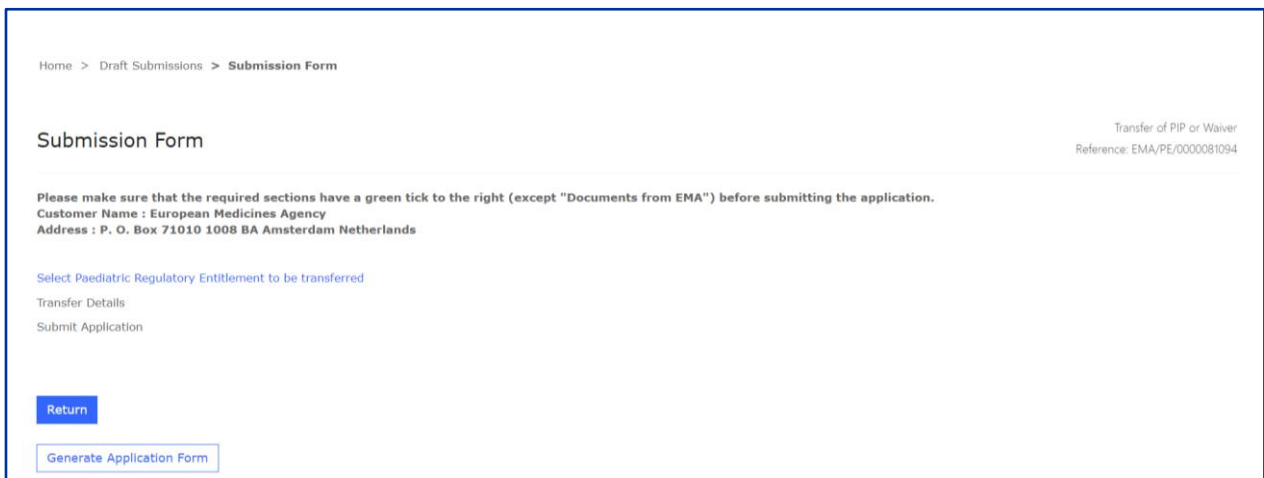 Home > Draft Submissions > Submission Form
Submission Form
Transfer of PIP or Waiver
Reference: EMA/PE/0000081094
Please make sure that the required sections have a green tick to the right (except "Documents from EMA") before submitting the application.
Customer Name : European Medicines Agency
Address : P. O. Box 71010 1008 BA Amsterdam Netherlands
Select Paediatric Regulatory Entitlement to be transferred
Transfer Details
Submit Application
Return
Generate Application Form